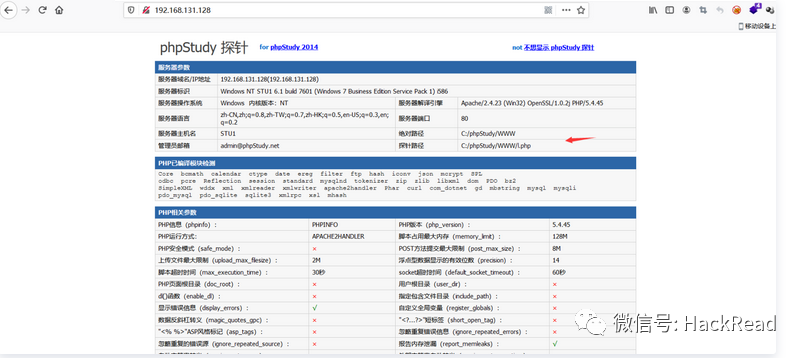 192.168.131.128
移动设备上
phpStudy 探针 for phpStudy 2014 not 不想显示 phpStudy 探针
服务器参数
服务器域名/IP地址 192.168.131.128(192.168.131.128)
服务器标识 Windows NT STU1 6.1 build 7601 (Windows 7 Business Edition Service Pack 1) i586
服务器操作系统 Windows 内核版本：NT 服务器解译引擎 Apache/2.4.23 (Win32) OpenSSL/1.0.2j PHP/5.4.45
服务器语言 zh-CN,zh;q=0.8,zh-TW;q=0.7,zh-HK;q=0.5,en-US;q=0.3,en;q=0.2 服务器端口 80
服务器主机名 STU1 绝对路径 C:/phpStudy/WWW
管理员邮箱 admin@phpStudy.net 探针路径 C:/phpStudy/WWW/l.php
PHP已编译模块检测
Core bcmath calendar ctype date ereg filter ftp hash iconv json mcrypt SPL
odbc pcre Reflection session standard mysqlnd tokenizer zip zlib libxml dom PDO bz2
SimpleXML wddx xml xmlreader xmlwriter apache2handler Phar curl com_dotnet gd mbstring mysql mysqli
pdo_mysql pdo_sqlite sqlite3 xmlrpc xsl mhash
PHP相关参数
PHP信息（phpinfo）： PHPINFO PHP版本（php_version）： 5.4.45
PHP运行方式： APACHE2HANDLER 脚本占用最大内存（memory_limit）： 128M
PHP安全模式（safe_mode）： × POST方法提交最大限制（post_max_size）： 8M
上传文件最大限制（upload_max_filesize）： 2M 浮点型数据显示的有效位数（precision）： 14
脚本超时时间（max_execution_time）： 30秒 socket超时时间（default_socket_timeout）： 60秒
PHP页面根目录（doc_root）： × 用户根目录（user_dir）： ×
dl()函数（enable_dl）： × 指定包含文件目录（include_path）： ×
显示错误信息（display_errors）： √ 自定义全局变量（register_globals）： ×
数据反斜杠转义（magic_quotes_gpc）： × "<?...?>"短标签（short_open_tag）： ×
"<% %>"ASP风格标记（asp_tags）： × 忽略重复错误信息（ignore_repeated_errors）： ×
忽略重复的错误源（ignore_repeated_source）： × 报告内存泄漏（report_memleaks）： √
微信号: HackRead